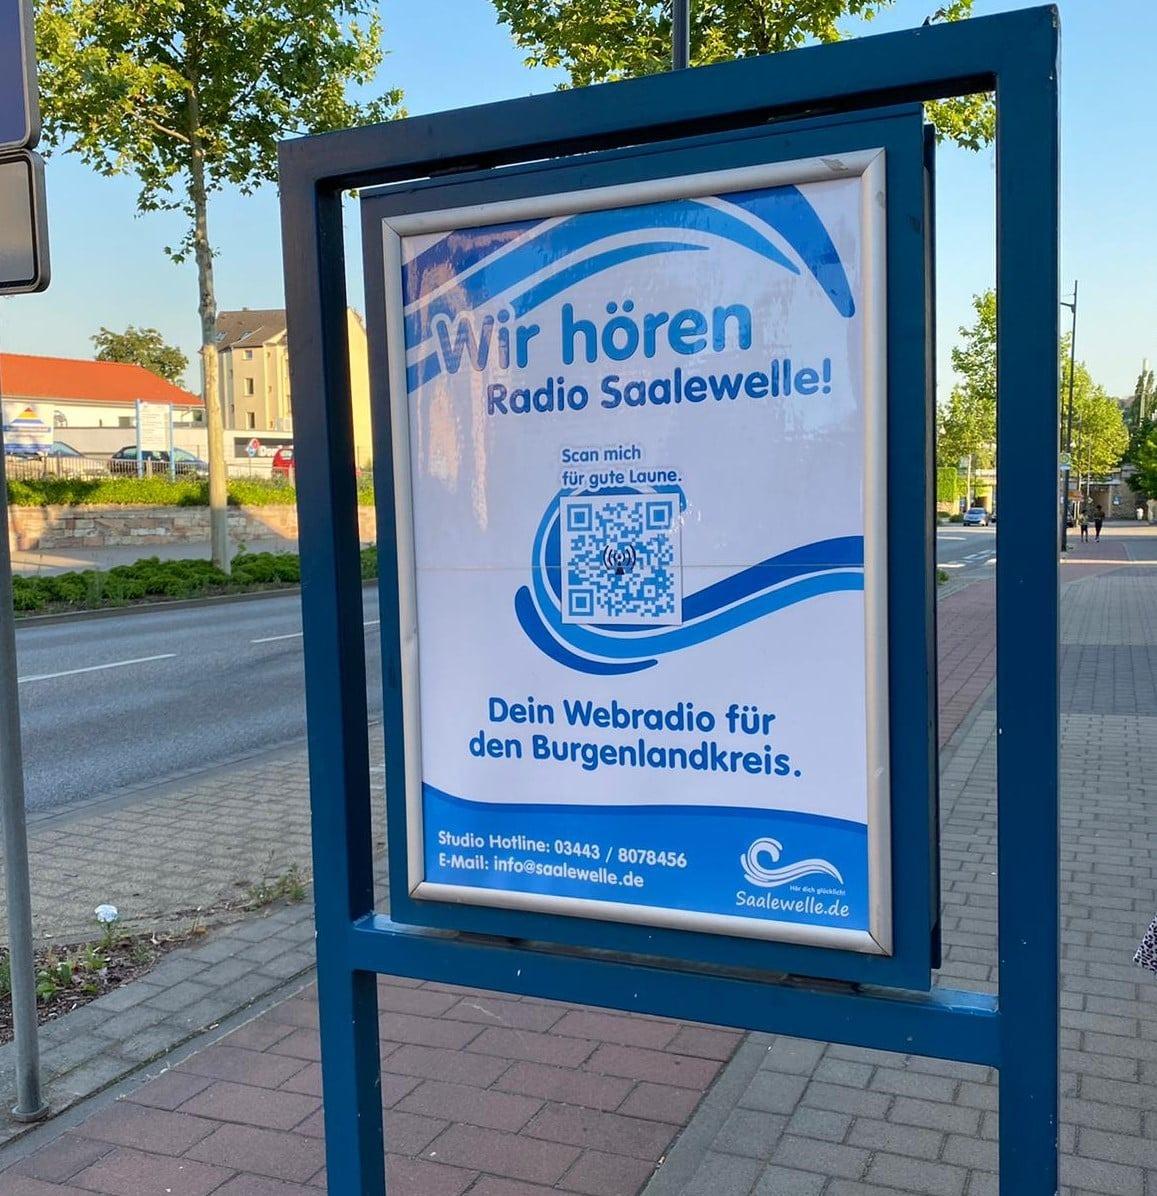 Wir hören
Radio Saalewelle!
Scan mich
für gute Laune.
Dein Webradio für
den Burgenlandkreis.
Studio Hotline: 03443 / 8078456
E-Mail: info@saalewelle.de
Hör dich glücklich!
Saalewelle.de